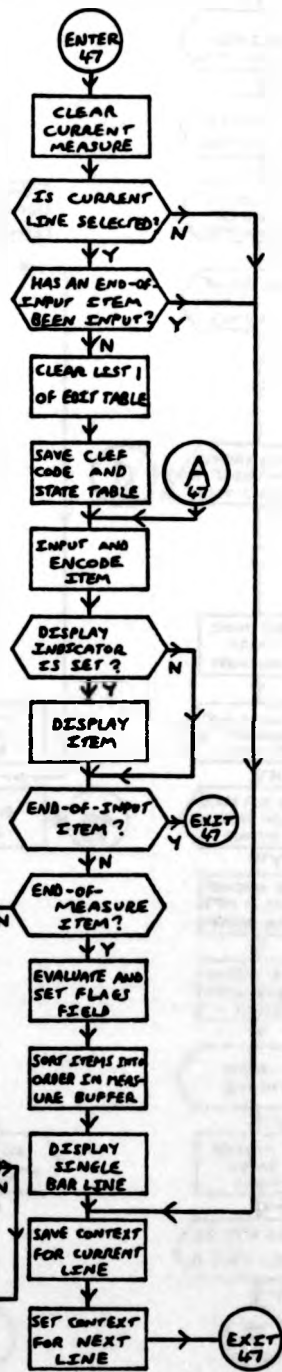 ENTER
47
CLEAR
CURRENT
MEASURE
IS CURRENT
LINE SELECTED?
N
Y
HAS AN END-OF-
INPUT ITEM
BEEN INPUT?
Y
N
CLEAR LIST 1
OF EDIT TABLE
SAVE CLEF
CODE AND
STATE TABLE
A
47
INPUT AND
ENCODE
ITEM
DISPLAY
INDICATOR
IS SET?
N
Y
DISPLAY
ITEM
END-OF-INPUT
ITEM?
Y
EXIT
47
N
END-OF-
MEASURE
ITEM?
N
Y
EVALUATE AND
SET FLAGS
FIELD
SORT ITEMS INTO
ORDER IN MEAS-
URE BUFFER
DISPLAY
SINGLE
BAR LINE
N
SAVE CONTEXT
FOR CURRENT
LINE
SET CONTEXT
FOR NEXT
LINE
EXIT
47